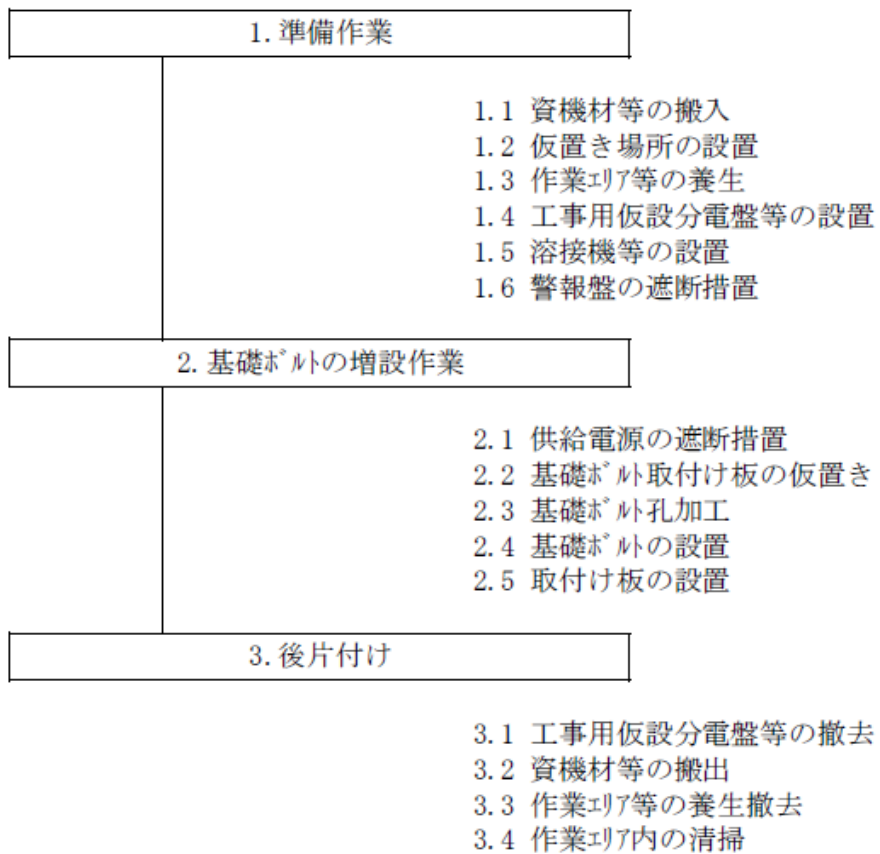 1.準備作業
1.1 資機材等の搬入
1.2 仮置き場所の設置
1.3 作業ｴﾘｱ等の養生
1.4 工事用仮設分電盤等の設置
1.5 溶接機等の設置
1.6 警報盤の遮断措置
2.基礎ﾎﾞﾙﾄの増設作業
2.1 供給電源の遮断措置
2.2 基礎ﾎﾞﾙﾄ取付け板の仮置き
2.3 基礎ﾎﾞﾙﾄ孔加工
2.4 基礎ﾎﾞﾙﾄの設置
2.5 取付け板の設置
3.後片付け
3.1 工事用仮設分電盤等の撤去
3.2 資機材等の搬出
3.3 作業ｴﾘｱ等の養生撤去
3.4 作業ｴﾘｱ内の清掃